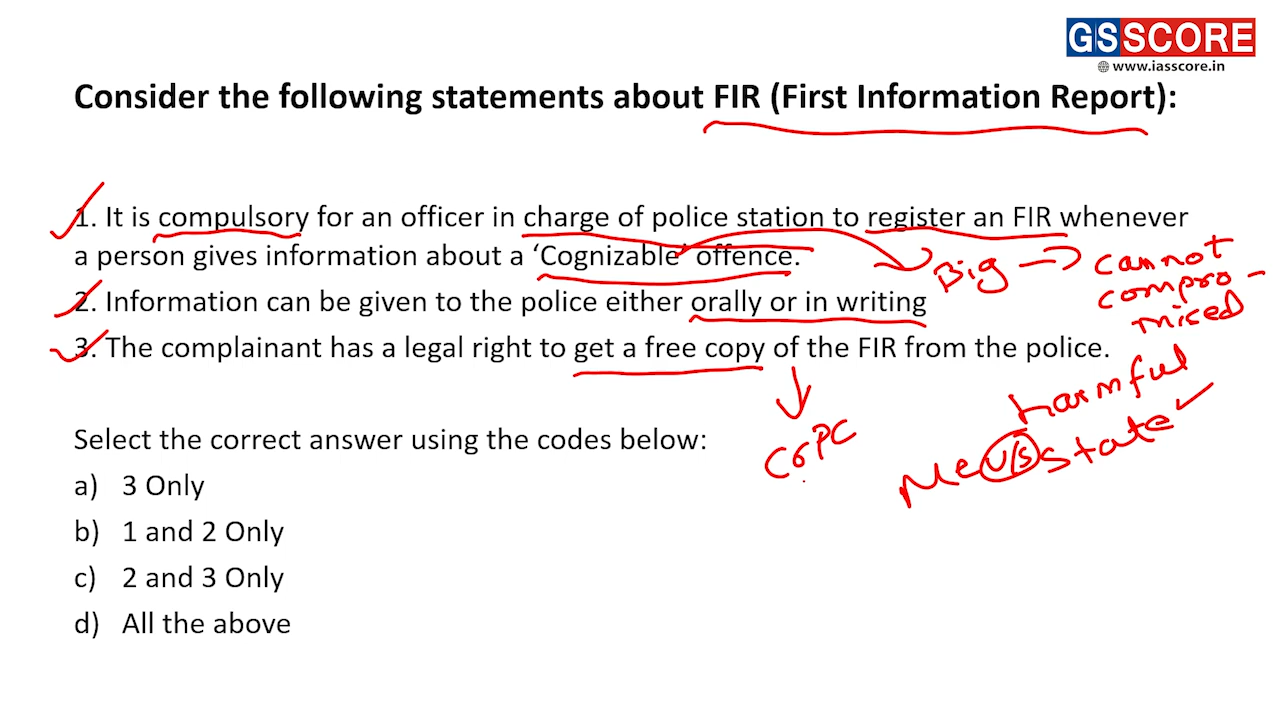 GSSCORE
www.iasscore.in
Consider the following statements about FIR (First Information Report):
1. It is compulsory for an officer in charge of police station to register an FIR whenever
a person gives information about a ‘Cognizable’ offence.
Big → cannot
compro-
mised
2. Information can be given to the police either orally or in writing
3. The complainant has a legal right to get a free copy of the FIR from the police.
harmful
Me v/s State
CrPC
Select the correct answer using the codes below:
a) 3 Only
b) 1 and 2 Only
c) 2 and 3 Only
d) All the above